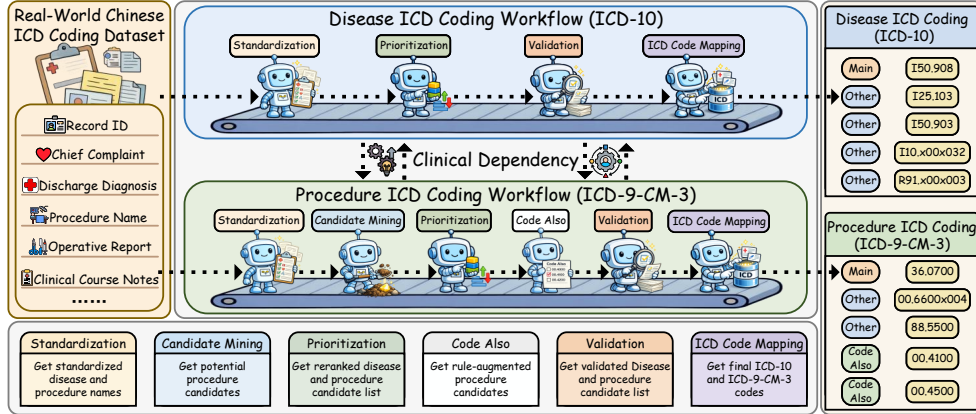 Real-World Chinese
ICD Coding Dataset
Record ID
Chief Complaint
Discharge Diagnosis
Procedure Name
Operative Report
Clinical Course Notes
......
Disease ICD Coding Workflow (ICD-10)
Standardization
Prioritization
Validation
ICD Code Mapping
ICD
Clinical Dependency
Procedure ICD Coding Workflow (ICD-9-CM-3)
Standardization
Candidate Mining
Prioritization
Code Also
Validation
ICD Code Mapping
Code Also
ICD
Disease ICD Coding
(ICD-10)
Main I50.908
Other I25.103
Other I50.903
Other I10.x00x032
Other R91.x00x003
Procedure ICD Coding
(ICD-9-CM-3)
Main 36.0700
Other 00.6600x004
Other 88.5500
Code
Also
00.4100
Code
Also
00.4500
Standardization
Get standardized
disease and
procedure names
Candidate Mining
Get potential
procedure
candidates
Prioritization
Get reranked disease
and procedure
candidate list
Code Also
Get rule-augmented
procedure
candidates
Validation
Get validated Disease
and procedure
candidate list
ICD Code Mapping
Get final ICD-10
and ICD-9-CM-3
codes